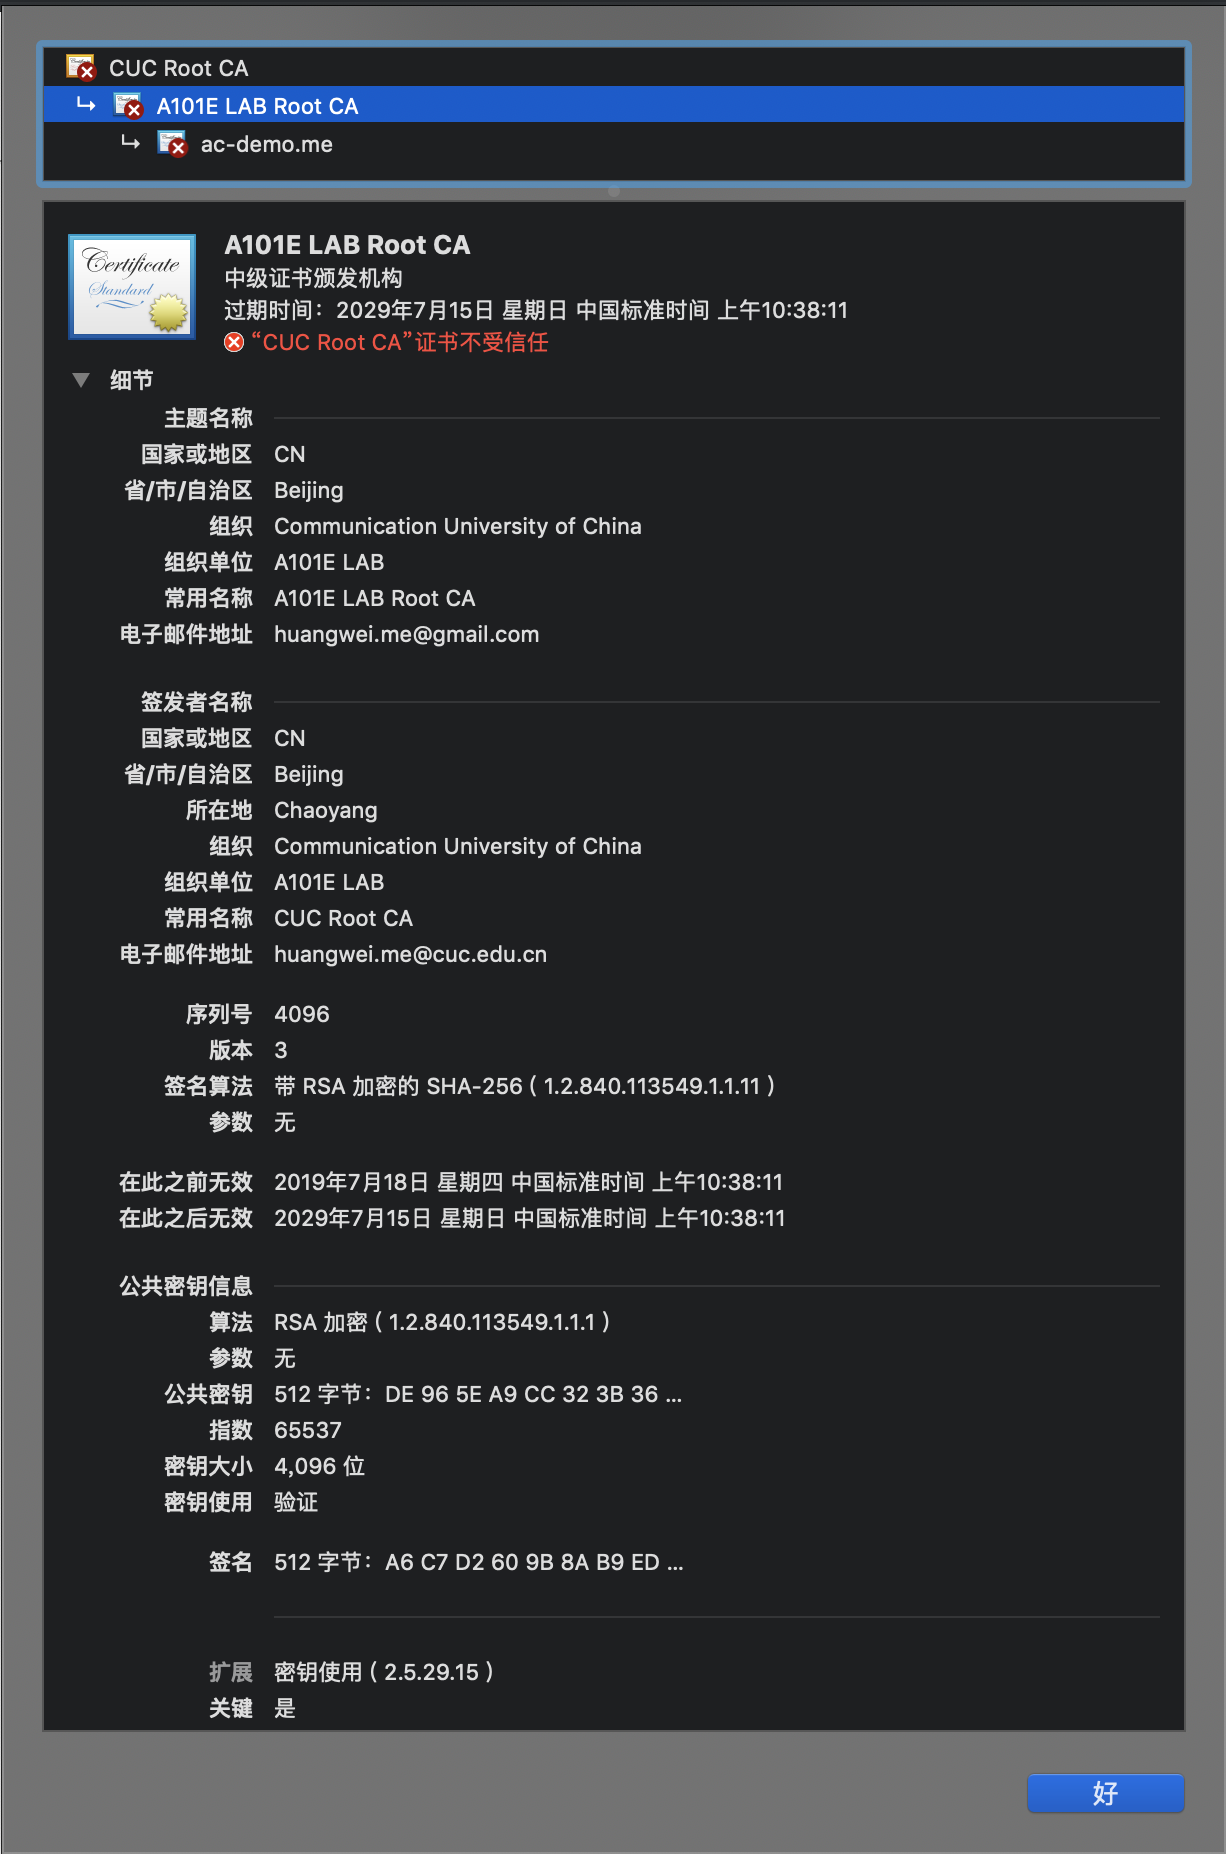 CUC Root CA
A101E LAB Root CA
ac-demo.me
Certificate
Standard
A101E LAB Root CA
中级证书颁发机构
过期时间：2029年7月15日 星期日 中国标准时间 上午10:38:11
“CUC Root CA”证书不受信任
细节
主题名称
国家或地区 CN
省/市/自治区 Beijing
组织 Communication University of China
组织单位 A101E LAB
常用名称 A101E LAB Root CA
电子邮件地址 huangwei.me@gmail.com
签发者名称
国家或地区 CN
省/市/自治区 Beijing
所在地 Chaoyang
组织 Communication University of China
组织单位 A101E LAB
常用名称 CUC Root CA
电子邮件地址 huangwei.me@cuc.edu.cn
序列号 4096
版本 3
签名算法 带 RSA 加密的 SHA-256 ( 1.2.840.113549.1.1.11 )
参数 无
在此之前无效 2019年7月18日 星期四 中国标准时间 上午10:38:11
在此之后无效 2029年7月15日 星期日 中国标准时间 上午10:38:11
公共密钥信息
算法 RSA 加密 ( 1.2.840.113549.1.1.1 )
参数 无
公共密钥 512 字节：DE 96 5E A9 CC 32 3B 36 ...
指数 65537
密钥大小 4,096 位
密钥使用 验证
签名 512 字节：A6 C7 D2 60 9B 8A B9 ED ...
扩展 密钥使用 ( 2.5.29.15 )
关键 是
好